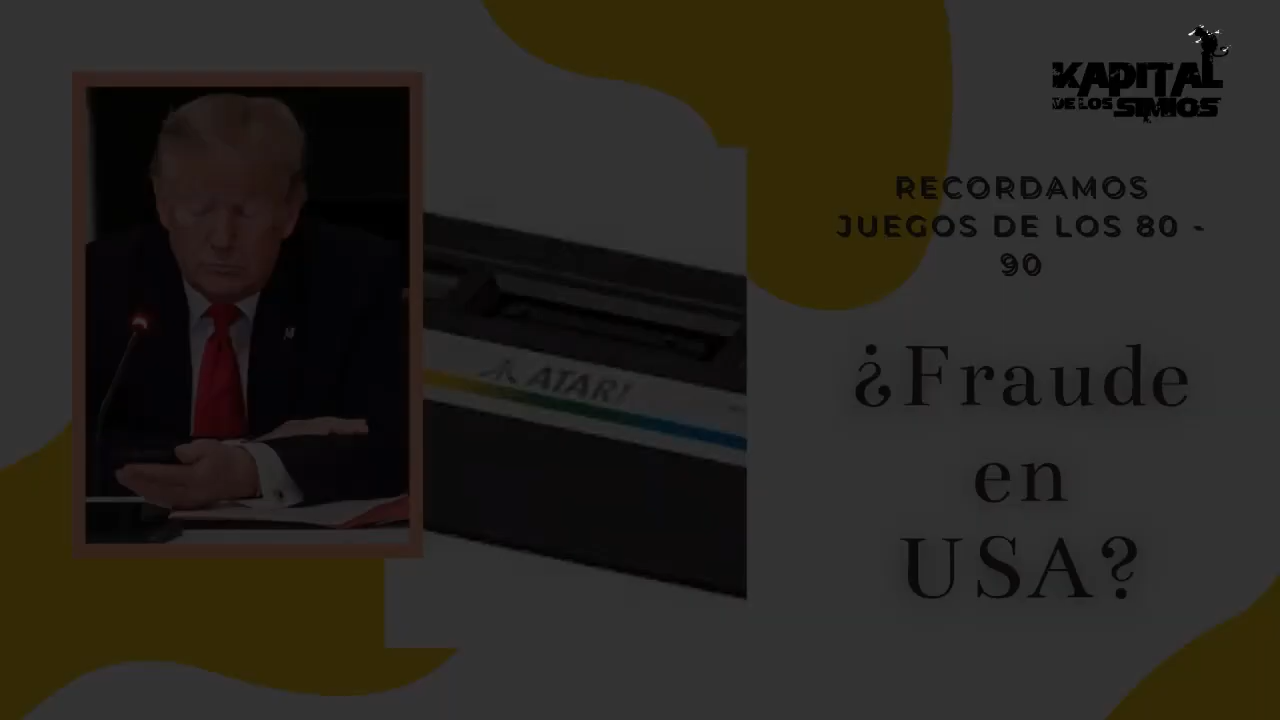 KAPITAL
DE LOS SIMIOS
RECORDAMOS
JUEGOS DE LOS 80 -
90
ATARI
¿Fraude
en
USA?